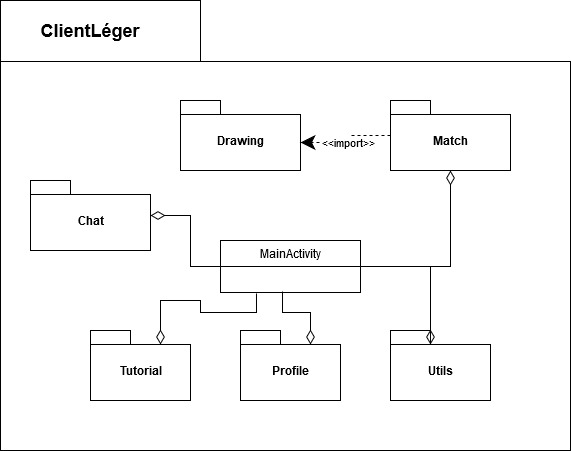 ClientLéger
Drawing
<<import>>
Match
Chat
MainActivity
Tutorial
Profile
Utils